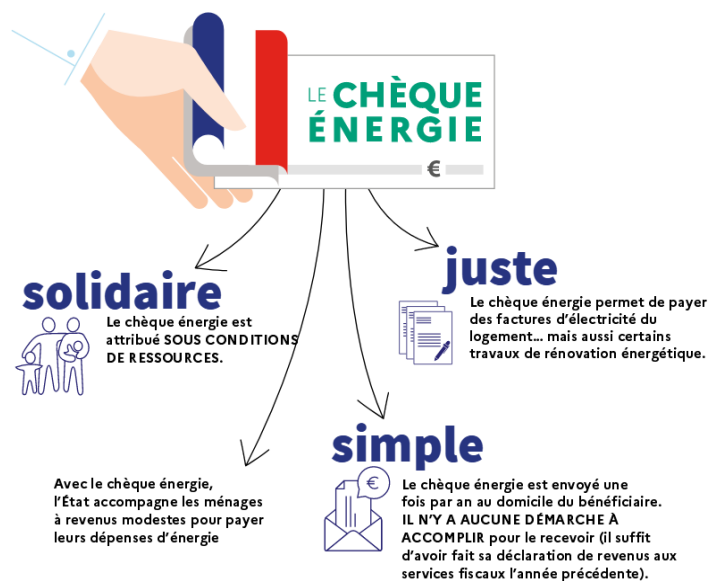 LE CHÈQUE
ÉNERGIE
€
solidaire
Le chèque énergie est
attribué SOUS CONDITIONS
DE RESSOURCES.
juste
Le chèque énergie permet de payer
des factures d'électricité du
logement... mais aussi certains
travaux de rénovation énergétique.
Avec le chèque énergie,
l'État accompagne les ménages
à revenus modestes pour payer
leurs dépenses d'énergie
simple
€
Le chèque énergie est envoyé une
fois par an au domicile du bénéficiaire.
IL N'Y A AUCUNE DÉMARCHE À
ACCOMPLIR pour le recevoir (il suffit
d'avoir fait sa déclaration de revenus aux
services fiscaux l'année précédente).